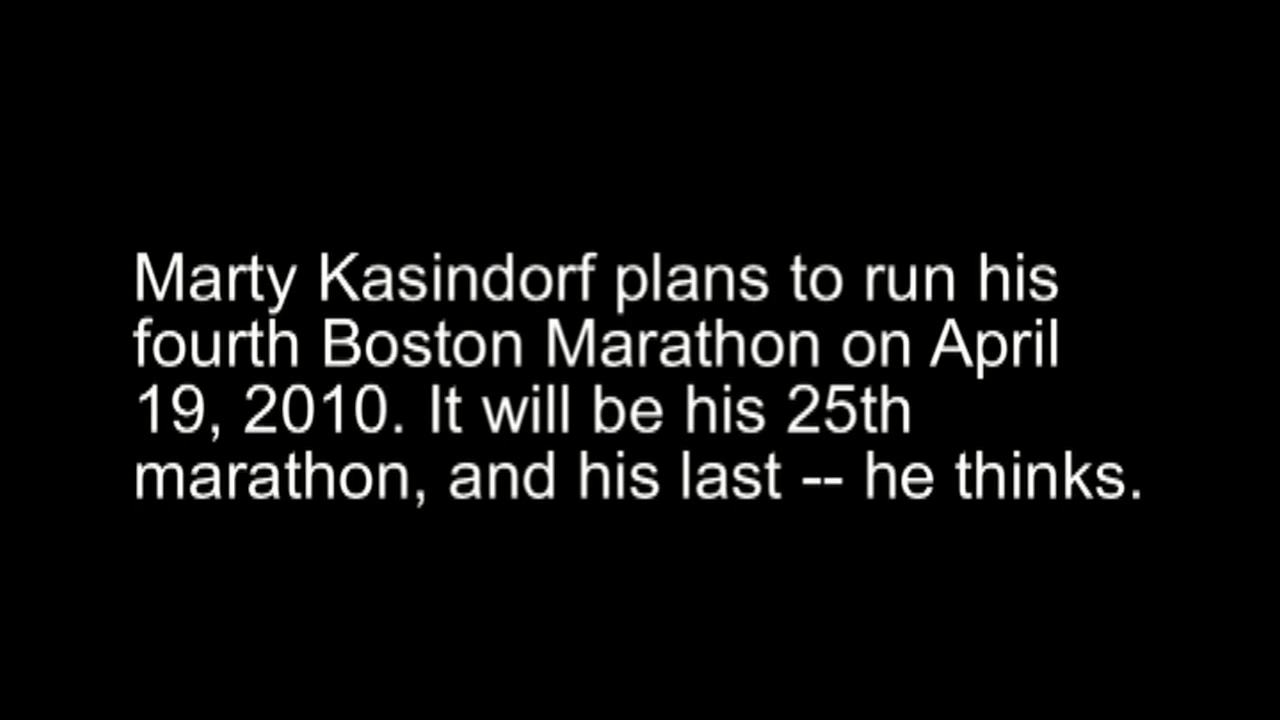 Marty Kasindorf plans to run his
fourth Boston Marathon on April
19, 2010. It will be his 25th
marathon, and his last -- he thinks.